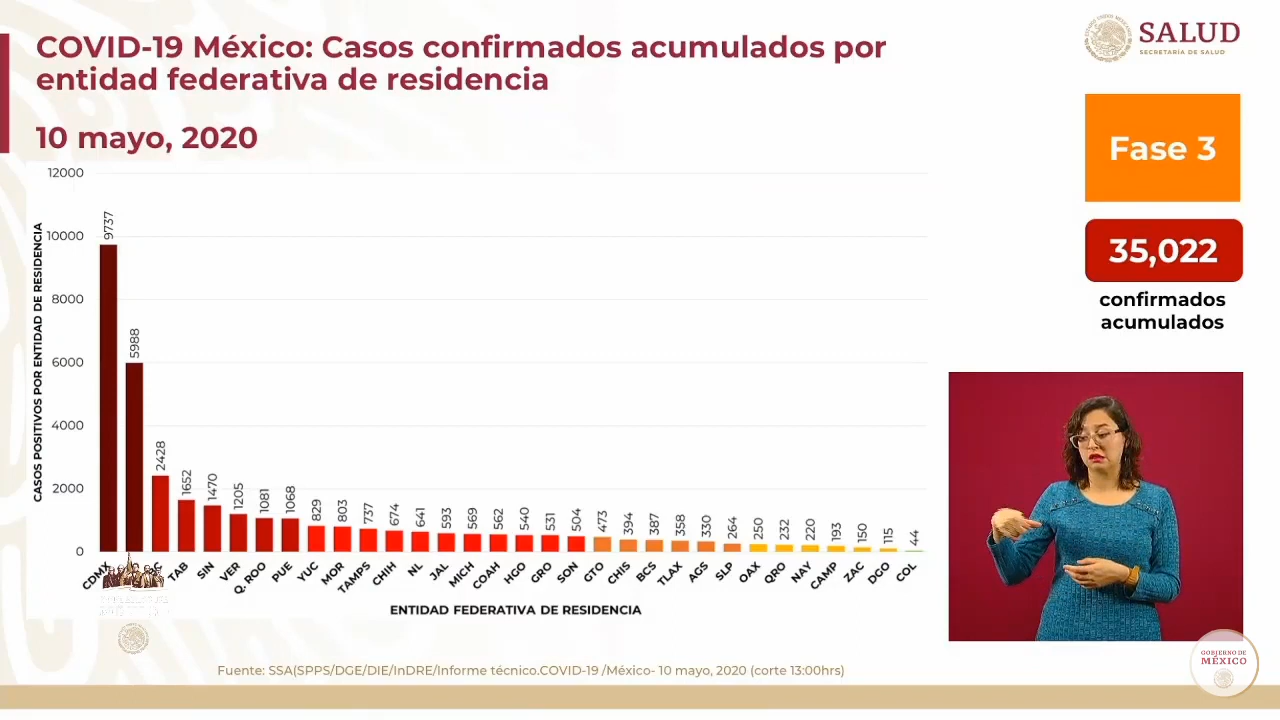 COVID-19 México: Casos confirmados acumulados por
entidad federativa de residencia
10 mayo, 2020
SALUD
SECRETARÍA DE SALUD
Fase 3
35,022
confirmados
acumulados
CASOS POSITIVOS POR ENTIDAD DE RESIDENCIA
12000
10000
8000
6000
4000
2000
0
9737
5988
2428
1652
1470
1205
1081
1068
829
803
737
674
641
593
569
562
540
531
504
473
394
387
358
330
264
250
232
220
193
150
115
44
CDMX
TAB
SIN
VER
Q. ROO
PUE
YUC
MOR
TAMPS
CHIH
NL
JAL
MICH
COAH
HGO
GRO
SON
GTO
CHIS
BCS
TLAX
AGS
SLP
OAX
QRO
NAY
CAMP
ZAC
DGO
COL
ENTIDAD FEDERATIVA DE RESIDENCIA
Fuente: SSA(SPPS/DGE/DIE/InDRE/Informe técnico.COVID-19 /México- 10 mayo, 2020 (corte 13:00hrs)
GOBIERNO DE
MÉXICO